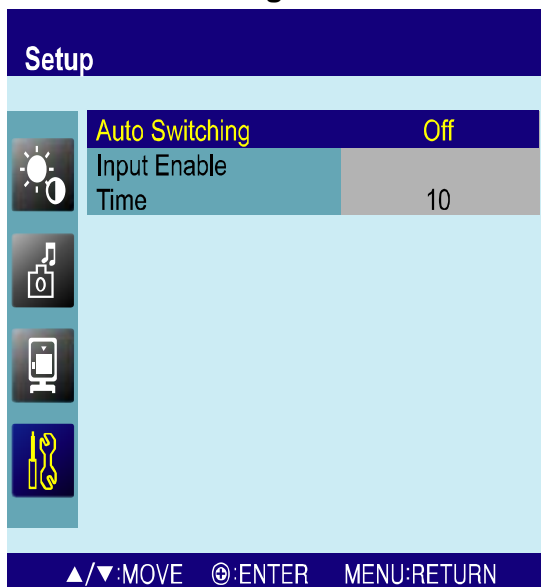 Setup
Auto Switching Off
Input Enable
Time 10
▲/▼:MOVE ⊕:ENTER MENU:RETURN